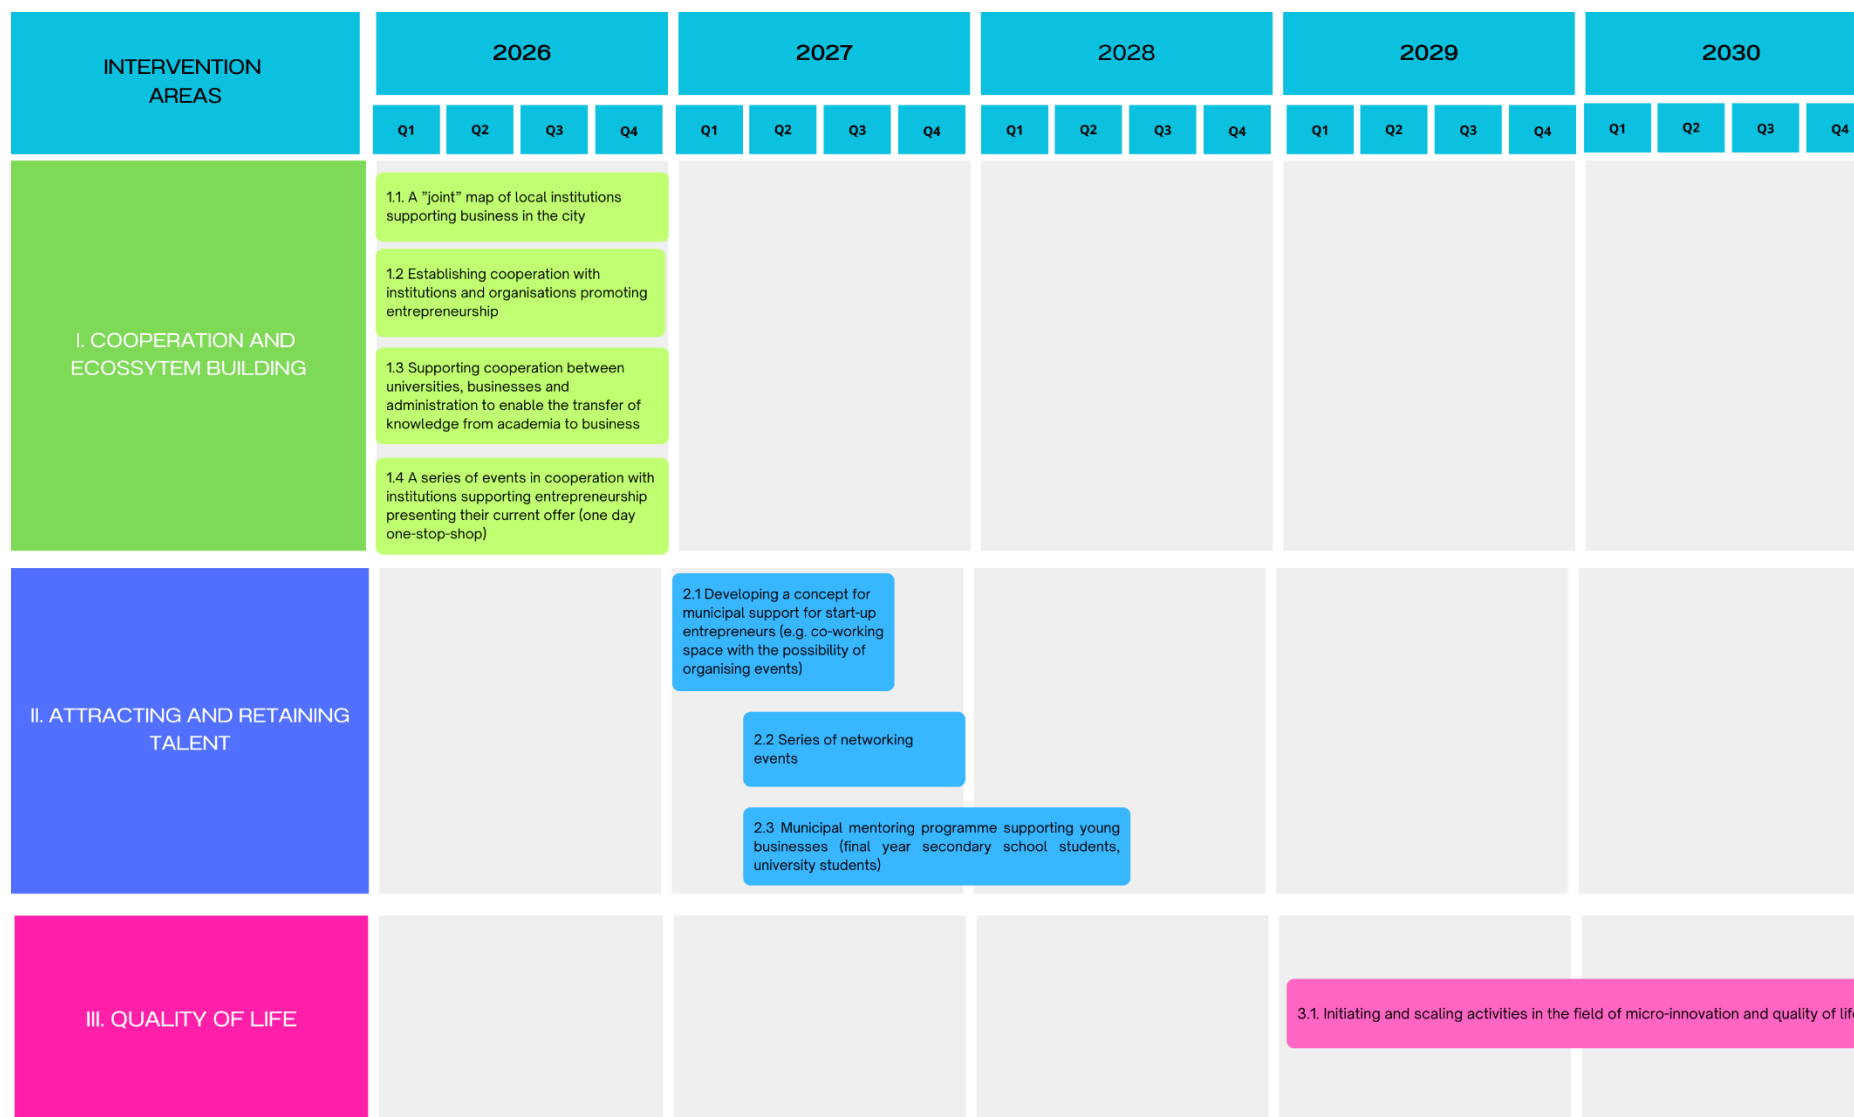 INTERVENTION
AREAS
2026
2027
2028
2029
2030
Q1 Q2 Q3 Q4 Q1 Q2 Q3 Q4 Q1 Q2 Q3 Q4 Q1 Q2 Q3 Q4 Q1 Q2 Q3 Q4
I. COOPERATION AND
ECOSSYTEM BUILDING
1.1. A ”joint” map of local institutions
supporting business in the city
1.2 Establishing cooperation with
institutions and organisations promoting
entrepreneurship
1.3 Supporting cooperation between
universities, businesses and
administration to enable the transfer of
knowledge from academia to business
1.4 A series of events in cooperation with
institutions supporting entrepreneurship
presenting their current offer (one day
one-stop-shop)
II. ATTRACTING AND RETAINING
TALENT
2.1 Developing a concept for
municipal support for start-up
entrepreneurs (e.g. co-working
space with the possibility of
organising events)
2.2 Series of networking
events
2.3 Municipal mentoring programme supporting young
businesses (final year secondary school students,
university students)
III. QUALITY OF LIFE
3.1. Initiating and scaling activities in the field of micro-innovation and quality of